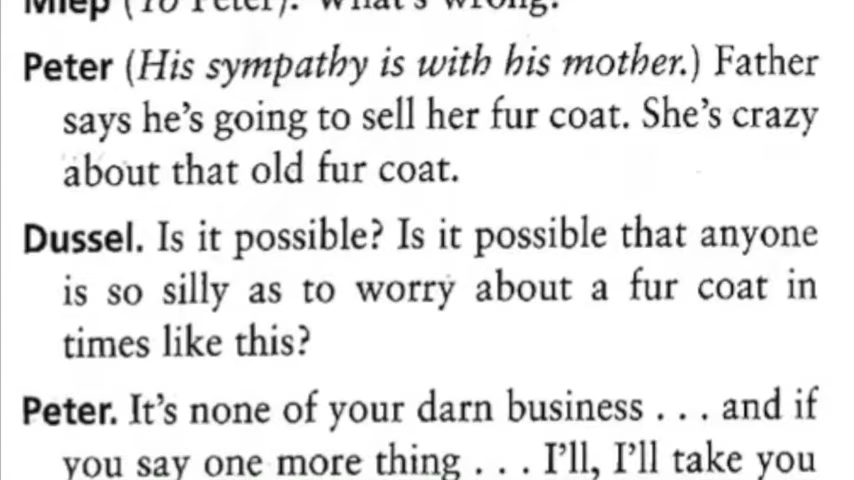 Miep (To Peter). What's wrong?
Peter (His sympathy is with his mother.) Father
says he's going to sell her fur coat. She's crazy
about that old fur coat.
Dussel. Is it possible? Is it possible that anyone
is so silly as to worry about a fur coat in
times like this?
Peter. It's none of your darn business . . . and if
you say one more thing . . . I'll, I'll take you